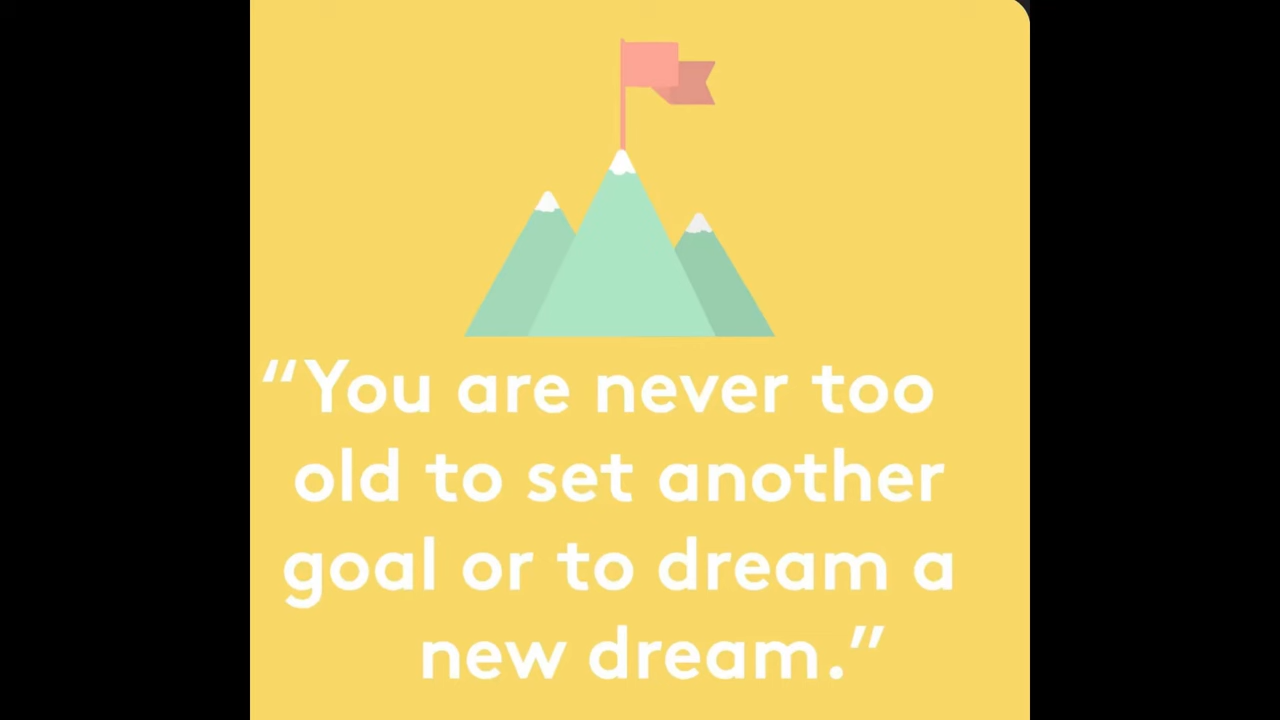 “You are never too
old to set another
goal or to dream a
new dream.”